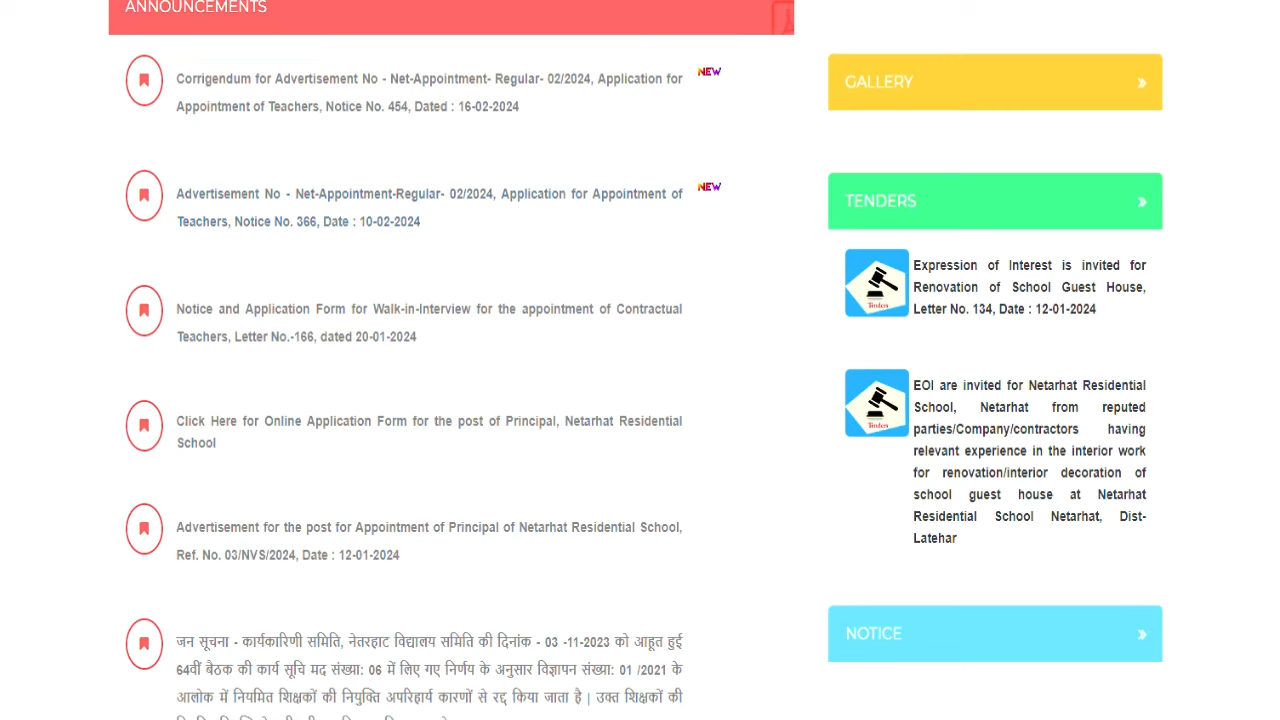 ANNOUNCEMENTS
Corrigendum for Advertisement No - Net-Appointment- Regular- 02/2024, Application for
Appointment of Teachers, Notice No. 454, Dated : 16-02-2024
NEW
Advertisement No - Net-Appointment-Regular- 02/2024, Application for Appointment of
Teachers, Notice No. 366, Date : 10-02-2024
NEW
Notice and Application Form for Walk-in-Interview for the appointment of Contractual
Teachers, Letter No.-166, dated 20-01-2024
Click Here for Online Application Form for the post of Principal, Netarhat Residential
School
Advertisement for the post for Appointment of Principal of Netarhat Residential School,
Ref. No. 03/NVS/2024, Date : 12-01-2024
जन सूचना - कार्यकारिणी समिति, नेतरहाट विद्यालय समिति की दिनांक - 03 -11-2023 को आहूत हुई
64वीं बैठक की कार्य सूचि मद संख्या: 06 में लिए गए निर्णय के अनुसार विज्ञापन संख्या: 01 /2021 के
आलोक में नियमित शिक्षकों की नियुक्ति अपरिहार्य कारणों से रद्द किया जाता है | उक्त शिक्षकों की
GALLERY
TENDERS
Tenders
Expression of Interest is invited for
Renovation of School Guest House,
Letter No. 134, Date : 12-01-2024
Tenders
EOI are invited for Netarhat Residential
School, Netarhat from reputed
parties/Company/contractors having
relevant experience in the interior work
for renovation/interior decoration of
school guest house at Netarhat
Residential School Netarhat, Dist-
Latehar
NOTICE